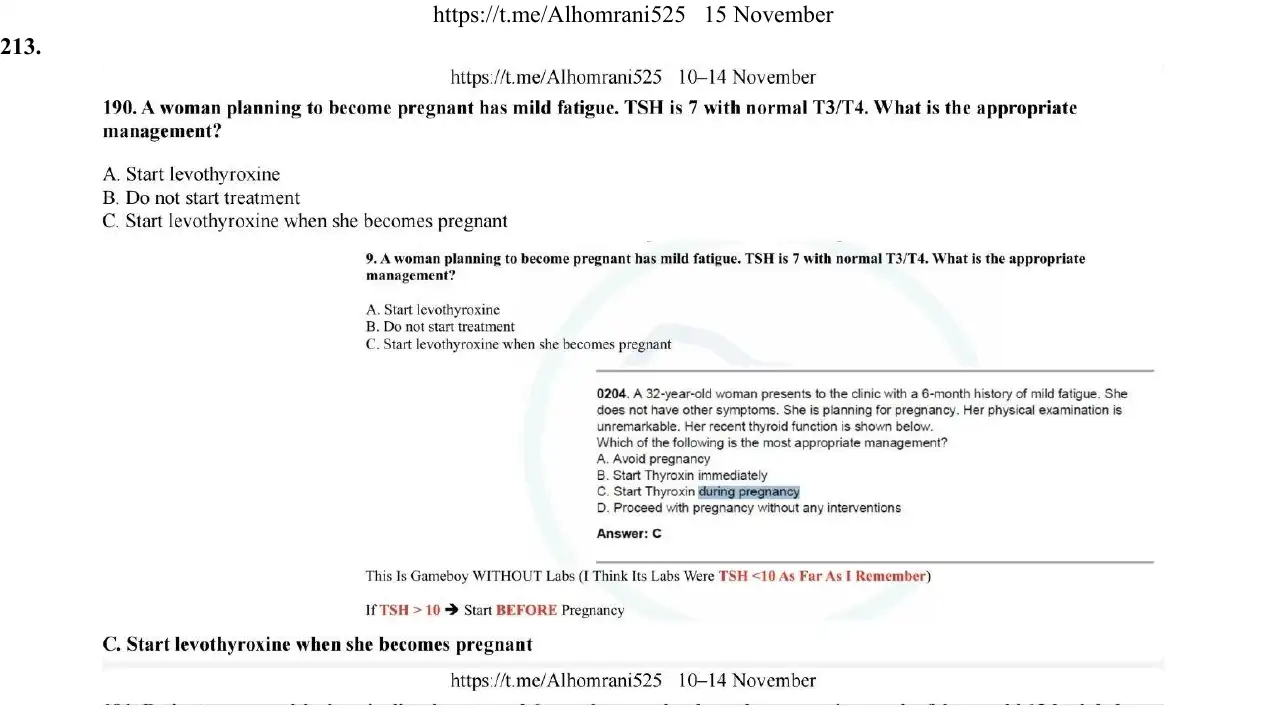 https://t.me/Alhomrani525 15 November
213.
https://t.me/Alhomrani525 10–14 November
190. A woman planning to become pregnant has mild fatigue. TSH is 7 with normal T3/T4. What is the appropriate
management?
A. Start levothyroxine
B. Do not start treatment
C. Start levothyroxine when she becomes pregnant
9. A woman planning to become pregnant has mild fatigue. TSH is 7 with normal T3/T4. What is the appropriate
management?
A. Start levothyroxine
B. Do not start treatment
C. Start levothyroxine when she becomes pregnant
0204. A 32-year-old woman presents to the clinic with a 6-month history of mild fatigue. She
does not have other symptoms. She is planning for pregnancy. Her physical examination is
unremarkable. Her recent thyroid function is shown below.
Which of the following is the most appropriate management?
A. Avoid pregnancy
B. Start Thyroxin immediately
C. Start Thyroxin during pregnancy
D. Proceed with pregnancy without any interventions
Answer: C
This Is Gameboy WITHOUT Labs (I Think Its Labs Were TSH <10 As Far As I Remember)
If TSH > 10 ➔ Start BEFORE Pregnancy
C. Start levothyroxine when she becomes pregnant
https://t.me/Alhomrani525 10–14 November